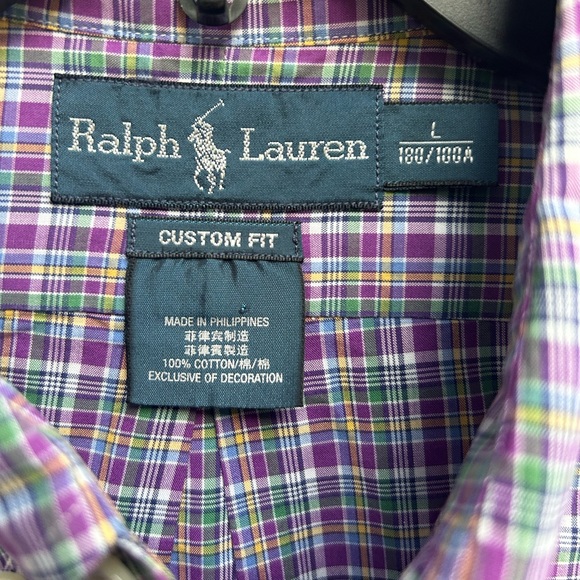 Ralph Lauren
L
180/100A
CUSTOM FIT
MADE IN PHILIPPINES
菲律宾制造
菲律賓製造
100% COTTON/棉/棉
EXCLUSIVE OF DECORATION